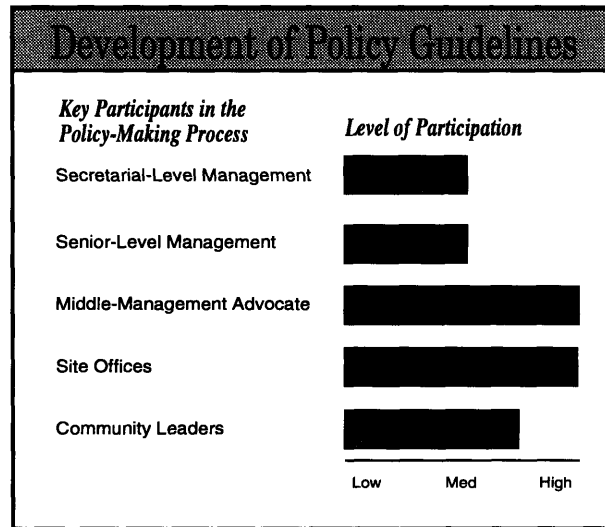 Development of Policy Guidelines
Key Participants in the
Policy-Making Process
Level of Participation
Secretarial-Level Management
Senior-Level Management
Middle-Management Advocate
Site Offices
Community Leaders
Low Med High